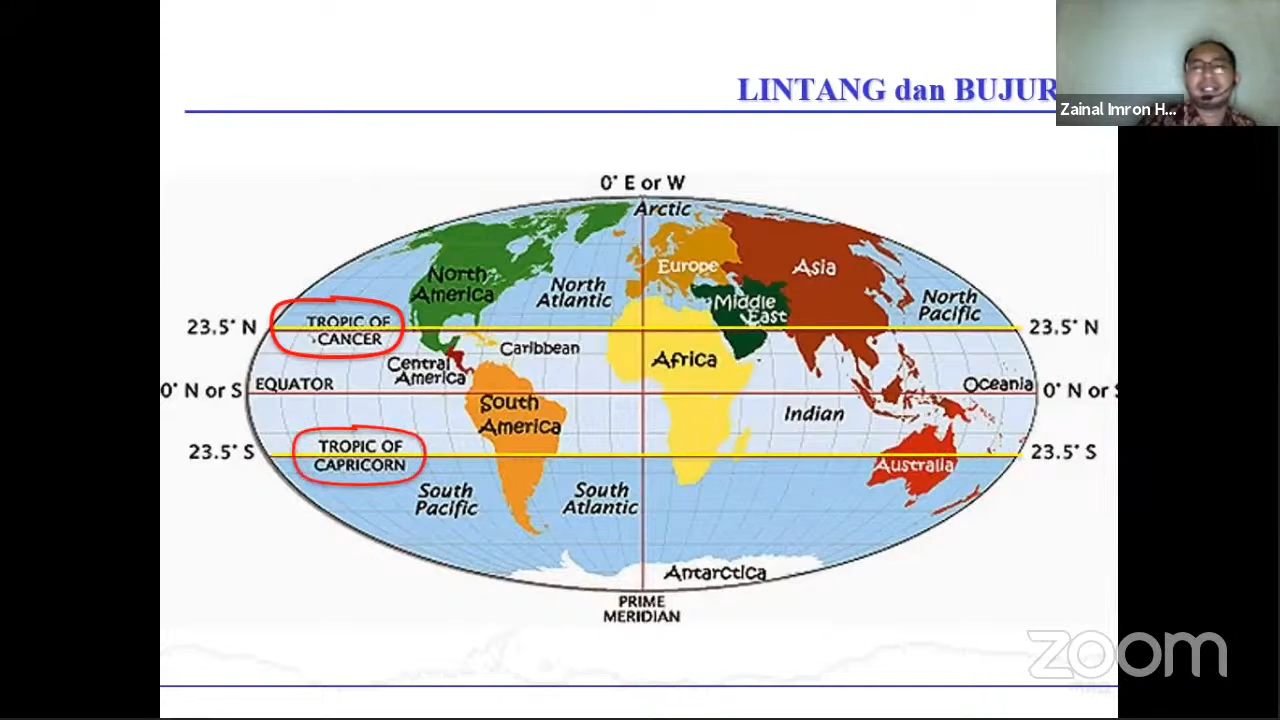 LINTANG dan BUJUR
Zainal Imron H...
0° E or W
Arctic
North
America
North
Atlantic
Europe
Asia
Middle
East
North
Pacific
23.5° N
TROPIC OF
CANCER
23.5° N
Caribbean
Central
America
Africa
0° N or S
EQUATOR
Oceania
0° N or S
South
America
Indian
23.5° S
TROPIC OF
CAPRICORN
Australia
23.5° S
South
Pacific
South
Atlantic
Antarctica
PRIME
MERIDIAN
zoom